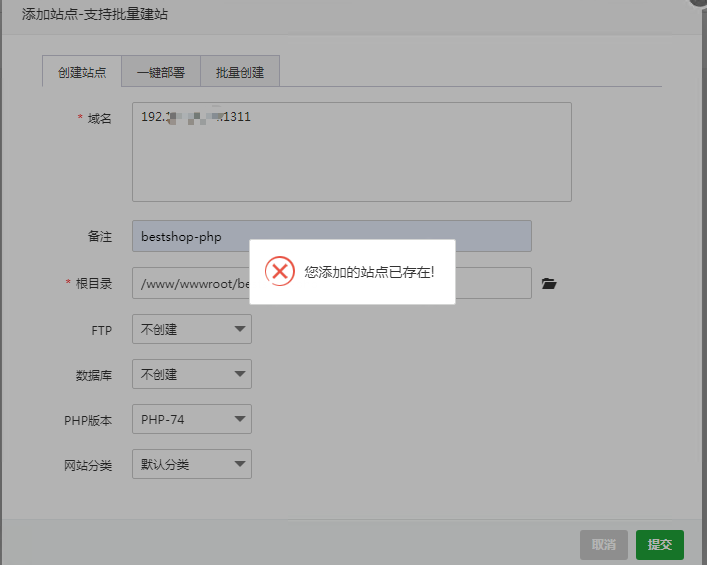 添加站点-支持批量建站
创建站点 一键部署 批量创建
* 域名 192. :1311
备注 bestshop-php
您添加的站点已存在!
* 根目录 /www/wwwroot/be
FTP 不创建
数据库 不创建
PHP版本 PHP-74
网站分类 默认分类
取消 提交